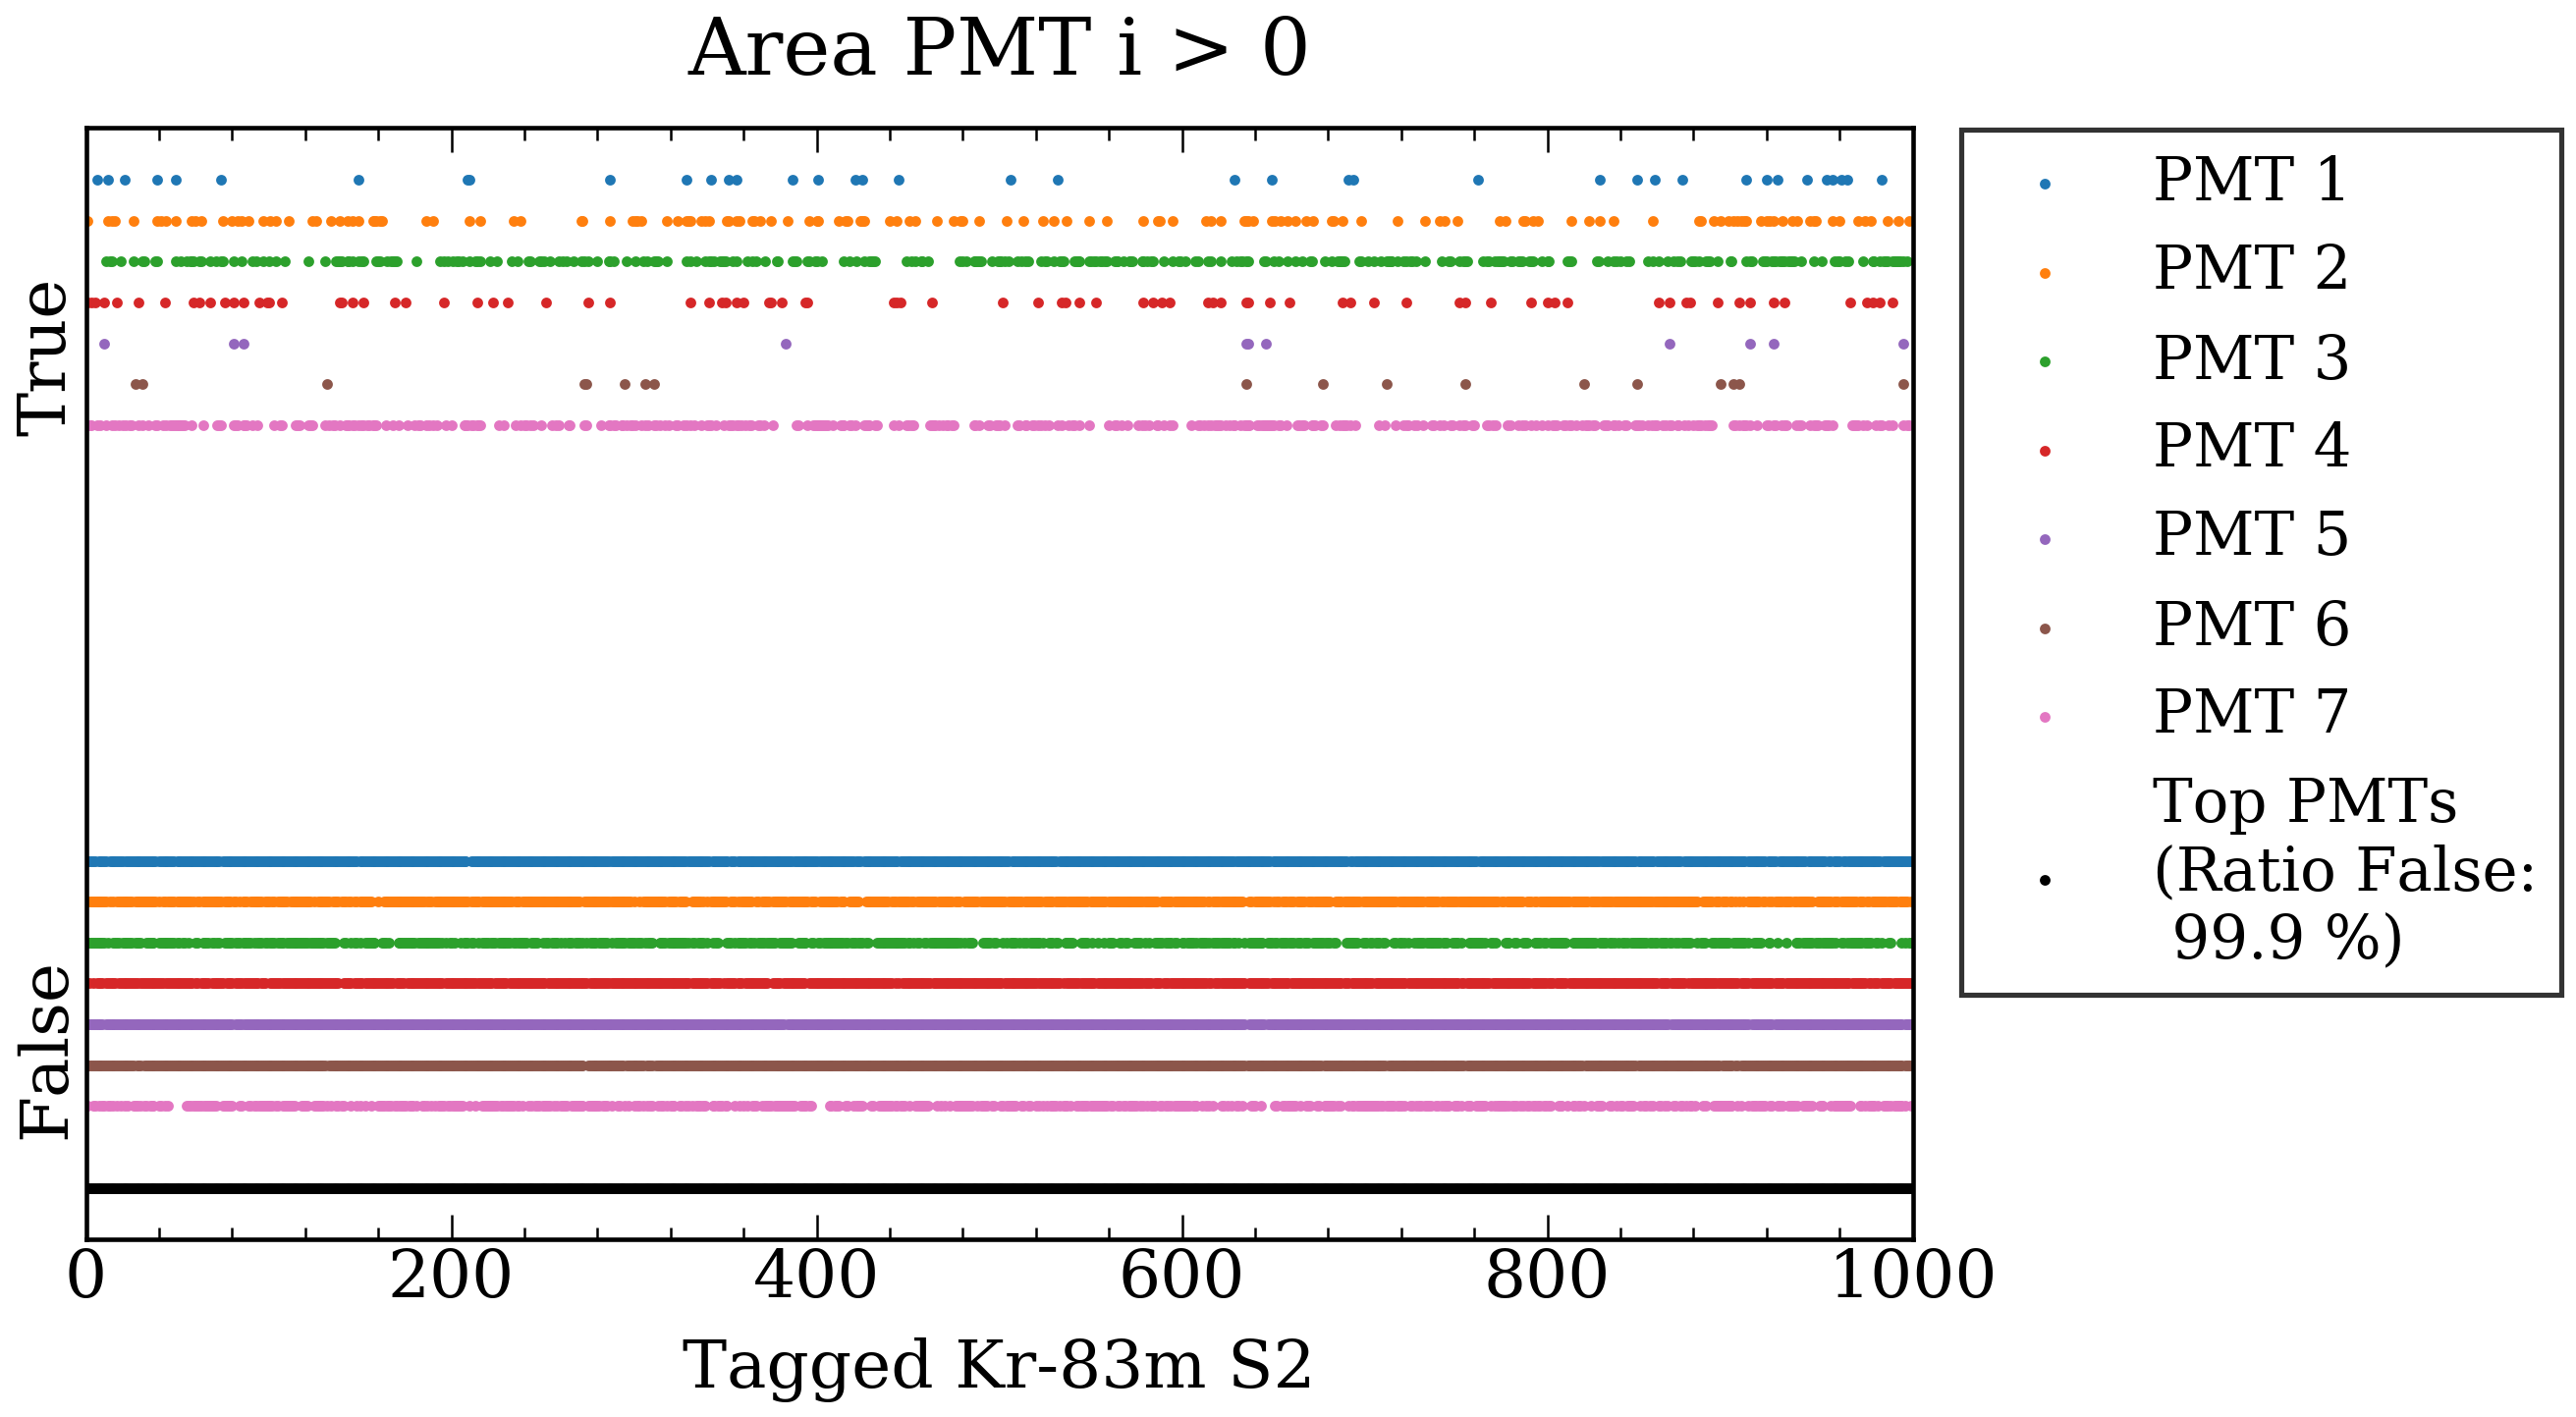 Area PMT i > 0
True
False
0 200 400 600 800 1000
Tagged Kr-83m S2
PMT 1
PMT 2
PMT 3
PMT 4
PMT 5
PMT 6
PMT 7
Top PMTs
(Ratio False:
99.9 %)